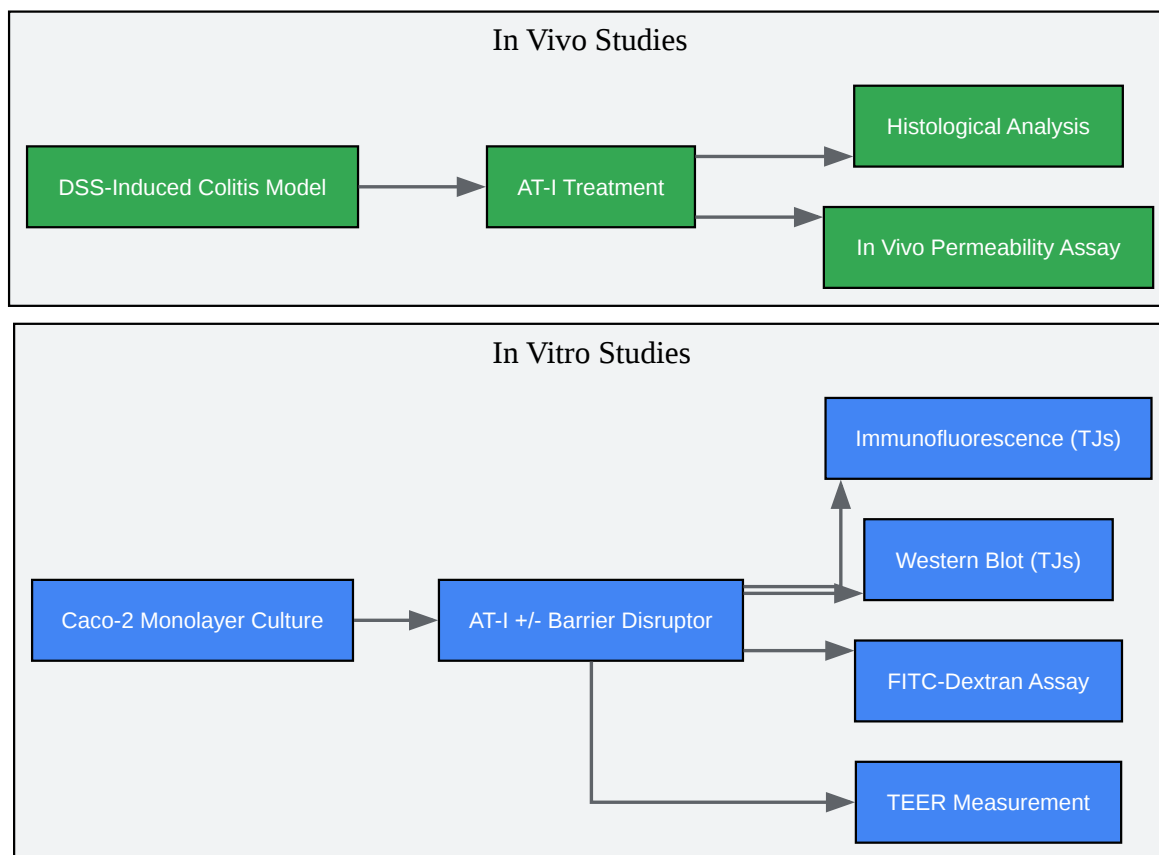 In Vivo Studies
Histological Analysis
DSS-Induced Colitis Model
AT-I Treatment
In Vivo Permeability Assay
In Vitro Studies
Immunofluorescence (TJs)
Western Blot (TJs)
Caco-2 Monolayer Culture
AT-I +/- Barrier Disruptor
FITC-Dextran Assay
TEER Measurement